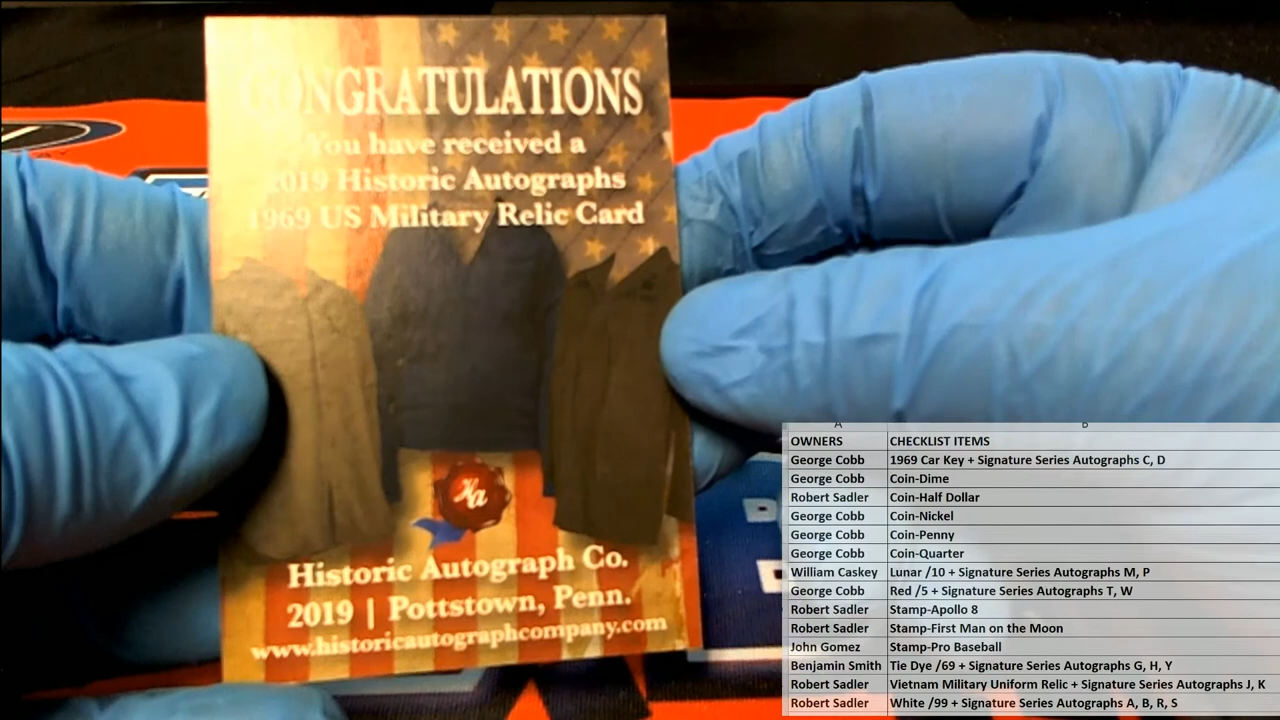 CONGRATULATIONS
You have received a
2019 Historic Autographs
1969 US Military Relic Card
Ha
Historic Autograph Co.
2019 | Pottstown, Penn.
www.historicautographcompany.com
A B
OWNERS CHECKLIST ITEMS
George Cobb 1969 Car Key + Signature Series Autographs C, D
George Cobb Coin-Dime
Robert Sadler Coin-Half Dollar
George Cobb Coin-Nickel
George Cobb Coin-Penny
George Cobb Coin-Quarter
William Caskey Lunar /10 + Signature Series Autographs M, P
George Cobb Red /5 + Signature Series Autographs T, W
Robert Sadler Stamp-Apollo 8
Robert Sadler Stamp-First Man on the Moon
John Gomez Stamp-Pro Baseball
Benjamin Smith Tie Dye /69 + Signature Series Autographs G, H, Y
Robert Sadler Vietnam Military Uniform Relic + Signature Series Autographs J, K
Robert Sadler White /99 + Signature Series Autographs A, B, R, S